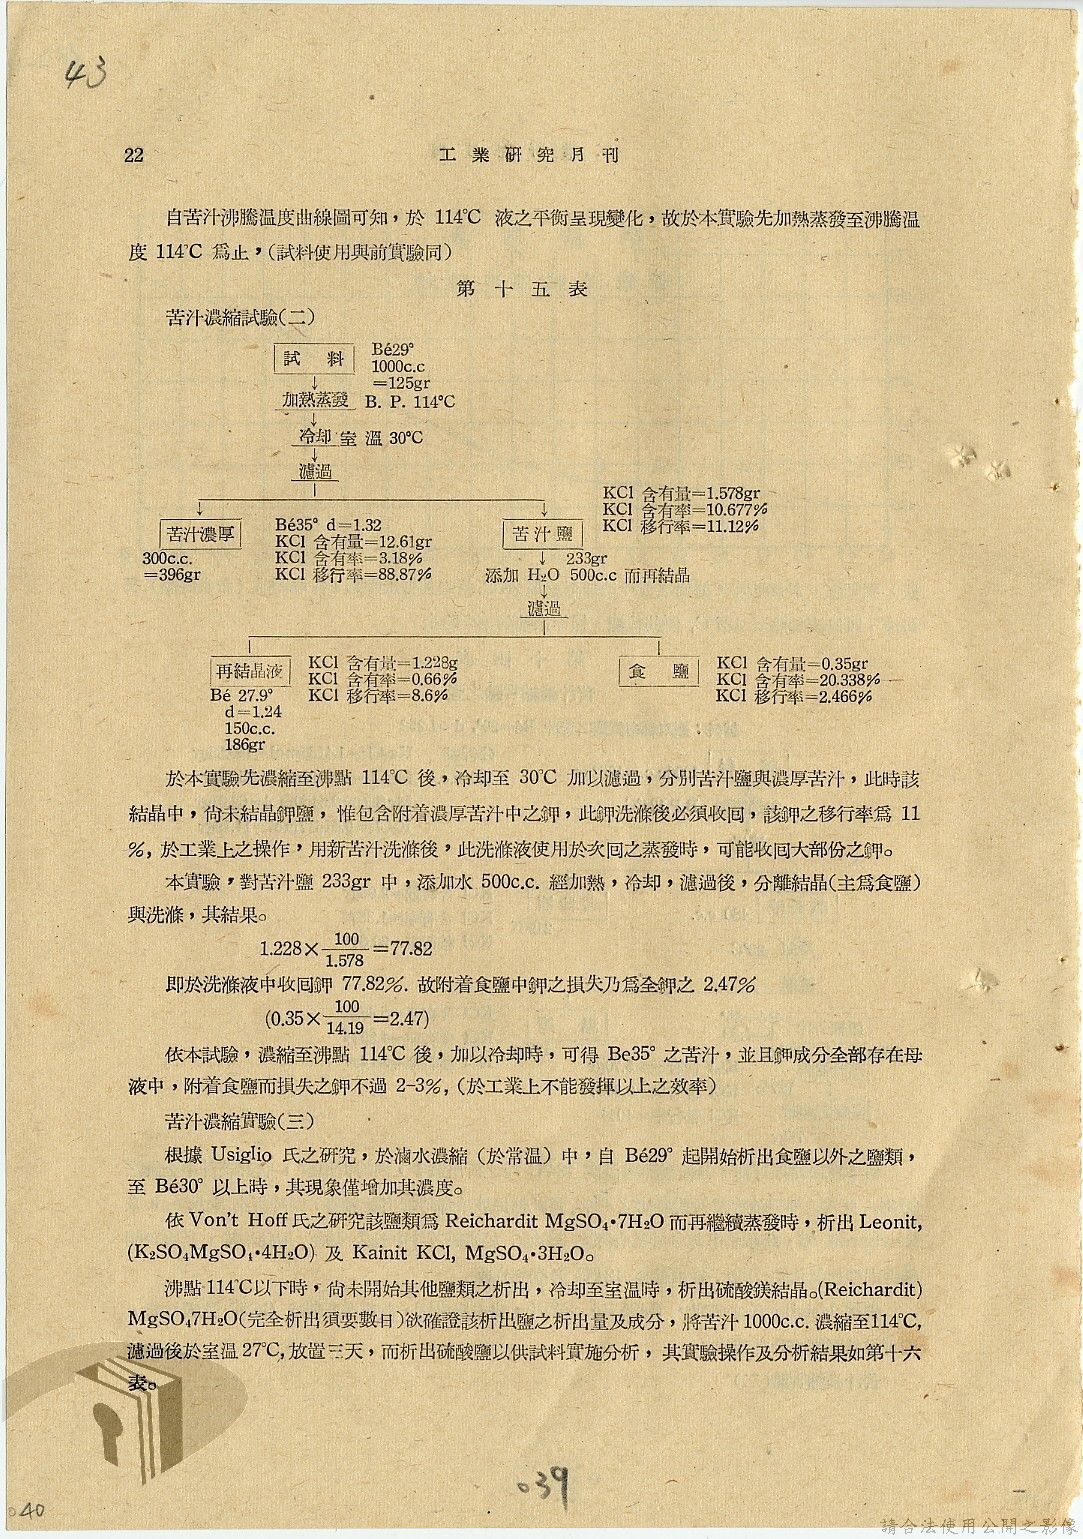 43
22
工業硏究月刊
自苦汁沸騰溫度曲線圖可知，於 114°C 液之平衡呈現變化，故於本實驗先加熱蒸發至沸騰溫
度 114°C 爲止，(試料使用與前實驗同)
第十五表
苦汁濃縮試驗(二)
試料
Bé29°
1000c.c
=125gr
加熱蒸發 B. P. 114°C
冷却 室溫 30°C
濾過
苦汁濃厚
300c.c.
=396gr
Bé35° d=1.32
KCl 含有量=12.61gr
KCl 含有率=3.18%
KCl 移行率=88.87%
苦汁鹽
KCl 含有量=1.578gr
KCl 含有率=10.677%
KCl 移行率=11.12%
233gr
添加 H₂O 500c.c 而再結晶
濾過
再結晶液
Bé 27.9°
d=1.24
150c.c.
186gr
KCl 含有量=1.228g
KCl 含有率=0.66%
KCl 移行率=8.6%
食鹽
KCl 含有量=0.35gr
KCl 含有率=20.338%
KCl 移行率=2.466%
於本實驗先濃縮至沸點 114°C 後，冷却至 30°C 加以濾過，分別苦汁鹽與濃厚苦汁，此時該
結晶中，尙未結晶鉀鹽，惟包含附着濃厚苦汁中之鉀，此鉀洗滌後必須收囘，該鉀之移行率爲 11
%, 於工業上之操作，用新苦汁洗滌後，此洗滌液使用於次囘之蒸發時，可能收囘大部份之鉀。
本實驗，對苦汁鹽 233gr 中，添加水 500c.c. 經加熱，冷却，濾過後，分離結晶(主爲食鹽)
與洗滌，其結果。
1.228×100/1.578=77.82
即於洗滌液中收囘鉀 77.82%. 故附着食鹽中鉀之損失乃爲全鉀之 2.47%
(0.35×100/14.19=2.47)
依本試驗，濃縮至沸點 114°C 後，加以冷却時，可得 Be35° 之苦汁，並且鉀成分全部存在母
液中，附着食鹽而損失之鉀不過 2-3%, (於工業上不能發揮以上之效率)
苦汁濃縮實驗(三)
根據 Usiglio 氏之硏究，於滷水濃縮 (於常溫) 中，自 Bé29° 起開始析出食鹽以外之鹽類，
至 Bé30° 以上時，其現象僅增加其濃度。
依 Von't Hoff 氏之硏究該鹽類爲 Reichardit MgSO₄·7H₂O 而再繼續蒸發時，析出 Leonit,
(K₂SO₄MgSO₄·4H₂O) 及 Kainit KCl, MgSO₄·3H₂O。
沸點 114°C以下時，尙未開始其他鹽類之析出，冷却至室溫時，析出硫酸鎂結晶。(Reichardit)
MgSO₄7H₂O(完全析出須要數日)欲確證該析出鹽之析出量及成分，將苦汁 1000c.c. 濃縮至114°C,
濾過後於室溫 27°C, 放置三天，而析出硫酸鹽以供試料實施分析，其實驗操作及分析結果如第十六
表。
039
040
請合法使用公開之影像